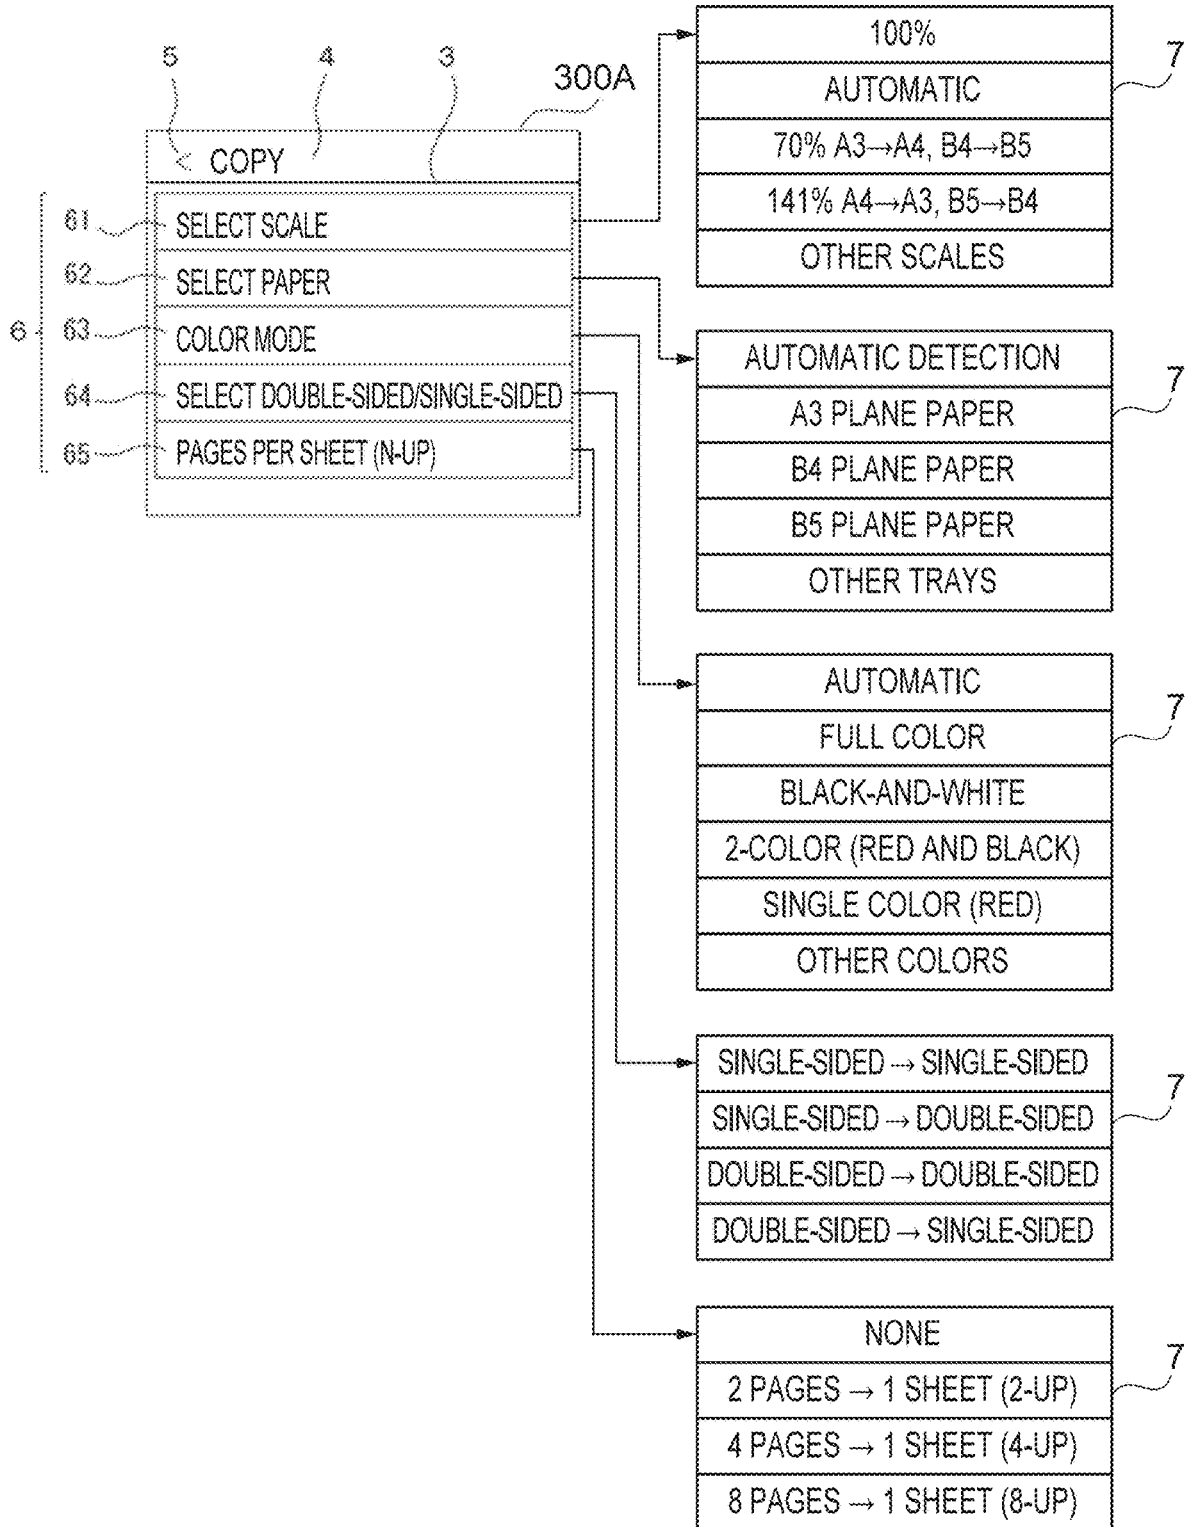 5
4
3
300A
< COPY
6
61
SELECT SCALE
62
SELECT PAPER
63
COLOR MODE
64
SELECT DOUBLE-SIDED/SINGLE-SIDED
65
PAGES PER SHEET (N-UP)
100%
AUTOMATIC
70% A3→A4, B4→B5
141% A4→A3, B5→B4
OTHER SCALES
7
AUTOMATIC DETECTION
A3 PLANE PAPER
B4 PLANE PAPER
B5 PLANE PAPER
OTHER TRAYS
7
AUTOMATIC
FULL COLOR
BLACK-AND-WHITE
2-COLOR (RED AND BLACK)
SINGLE COLOR (RED)
OTHER COLORS
7
SINGLE-SIDED → SINGLE-SIDED
SINGLE-SIDED → DOUBLE-SIDED
DOUBLE-SIDED → DOUBLE-SIDED
DOUBLE-SIDED → SINGLE-SIDED
7
NONE
2 PAGES → 1 SHEET (2-UP)
4 PAGES → 1 SHEET (4-UP)
8 PAGES → 1 SHEET (8-UP)
7